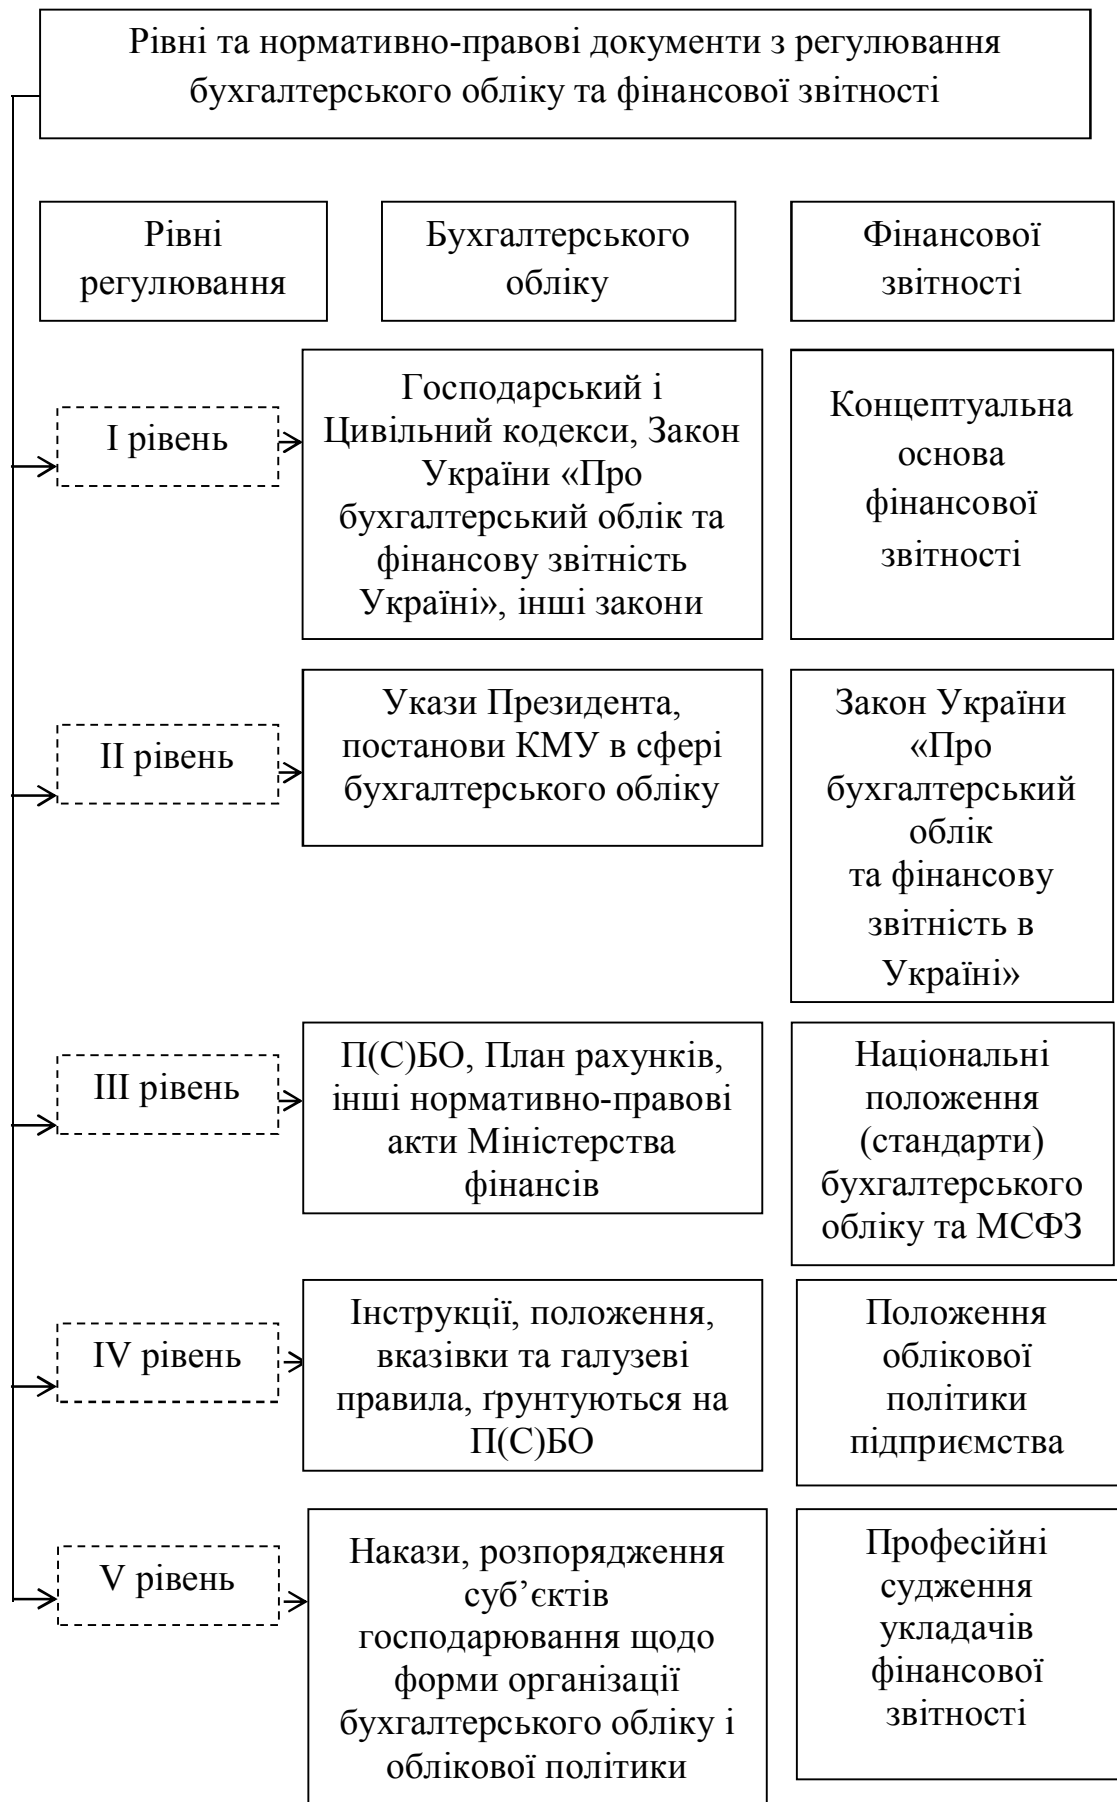 Рівні та нормативно-правові документи з регулювання
бухгалтерського обліку та фінансової звітності
Рівні
регулювання
Бухгалтерського
обліку
Фінансової
звітності
І рівень
Господарський і
Цивільний кодекси, Закон
України «Про
бухгалтерський облік та
фінансову звітність
Україні», інші закони
Концептуальна
основа
фінансової
звітності
ІІ рівень
Укази Президента,
постанови КМУ в сфері
бухгалтерського обліку
Закон України
«Про
бухгалтерський
облік
та фінансову
звітність в
Україні»
ІІІ рівень
П(С)БО, План рахунків,
інші нормативно-правові
акти Міністерства
фінансів
Національні
положення
(стандарти)
бухгалтерського
обліку та МСФЗ
IV рівень
Інструкції, положення,
вказівки та галузеві
правила, ґрунтуються на
П(С)БО
Положення
облікової
політики
підприємства
V рівень
Накази, розпорядження
суб’єктів
господарювання щодо
форми організації
бухгалтерського обліку і
облікової політики
Професійні
судження
укладачів
фінансової
звітності